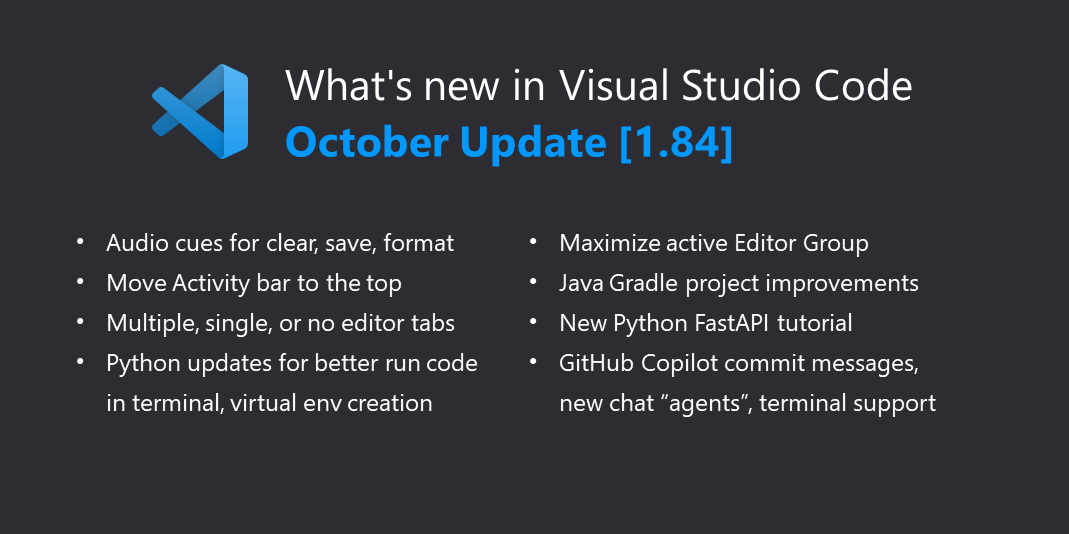 What's new in Visual Studio Code
October Update [1.84]
• Audio cues for clear, save, format
• Move Activity bar to the top
• Multiple, single, or no editor tabs
• Python updates for better run code
in terminal, virtual env creation
• Maximize active Editor Group
• Java Gradle project improvements
• New Python FastAPI tutorial
• GitHub Copilot commit messages,
new chat “agents”, terminal support